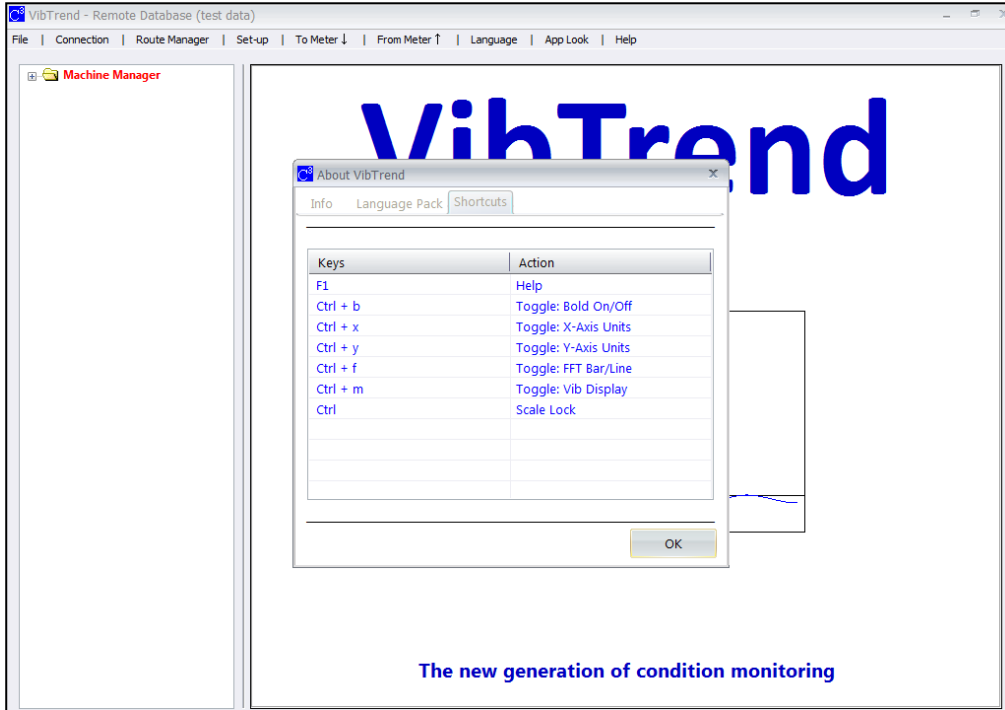 C³ VibTrend - Remote Database (test data)
File | Connection | Route Manager | Set-up | To Meter ↓ | From Meter ↑ | Language | App Look | Help
Machine Manager
VibTrend
C³ About VibTrend
Info Language Pack Shortcuts
Keys Action
F1 Help
Ctrl + b Toggle: Bold On/Off
Ctrl + x Toggle: X-Axis Units
Ctrl + y Toggle: Y-Axis Units
Ctrl + f Toggle: FFT Bar/Line
Ctrl + m Toggle: Vib Display
Ctrl Scale Lock
OK
The new generation of condition monitoring